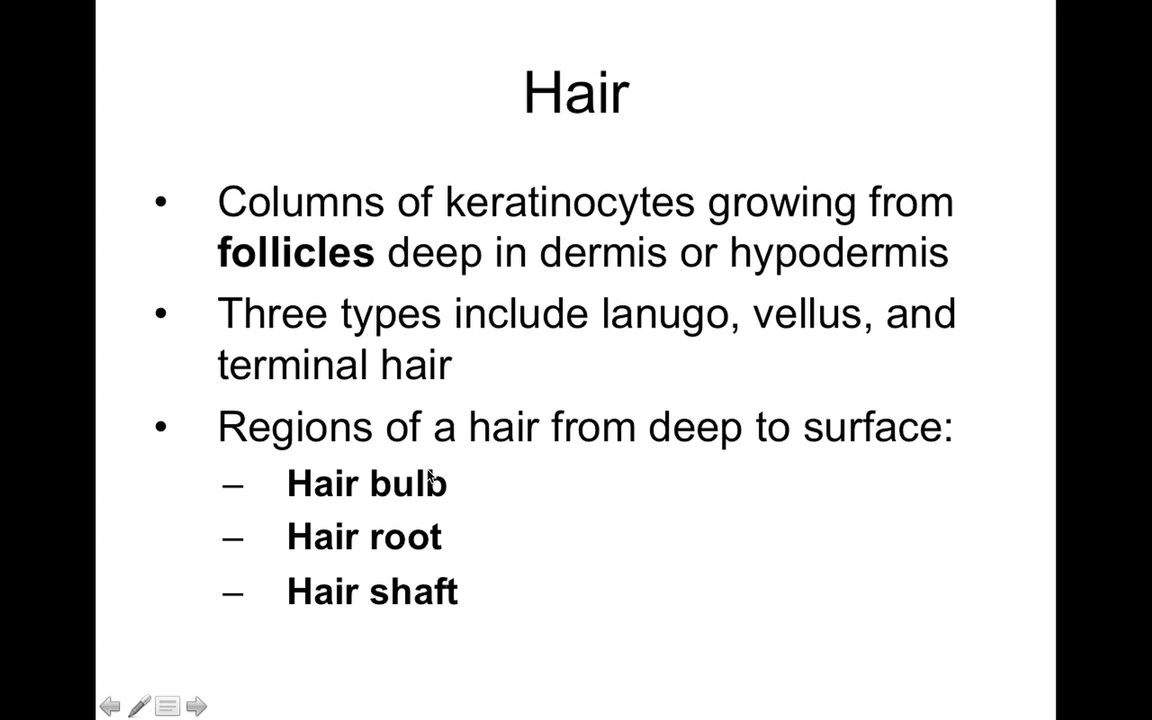 Hair
• Columns of keratinocytes growing from
follicles deep in dermis or hypodermis
• Three types include lanugo, vellus, and
terminal hair
• Regions of a hair from deep to surface:
– Hair bulb
– Hair root
– Hair shaft